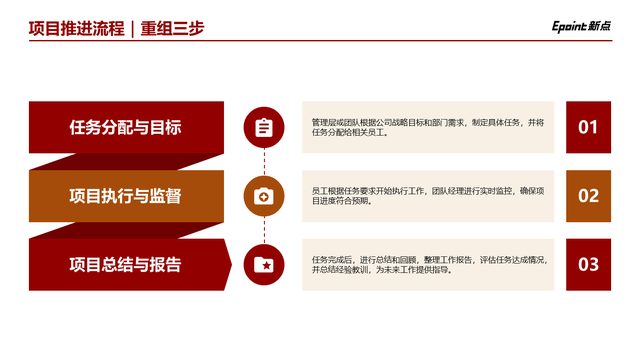 项目推进流程｜重组三步
Epoint新点
任务分配与目标
管理层或团队根据公司战略目标和部门需求，制定具体任务，并将
任务分配给相关员工。
01
项目执行与监督
员工根据任务要求开始执行工作，团队经理进行实时监控，确保项
目进度符合预期。
02
项目总结与报告
任务完成后，进行总结和回顾，整理工作报告，评估任务达成情况，
并总结经验教训，为未来工作提供指导。
03